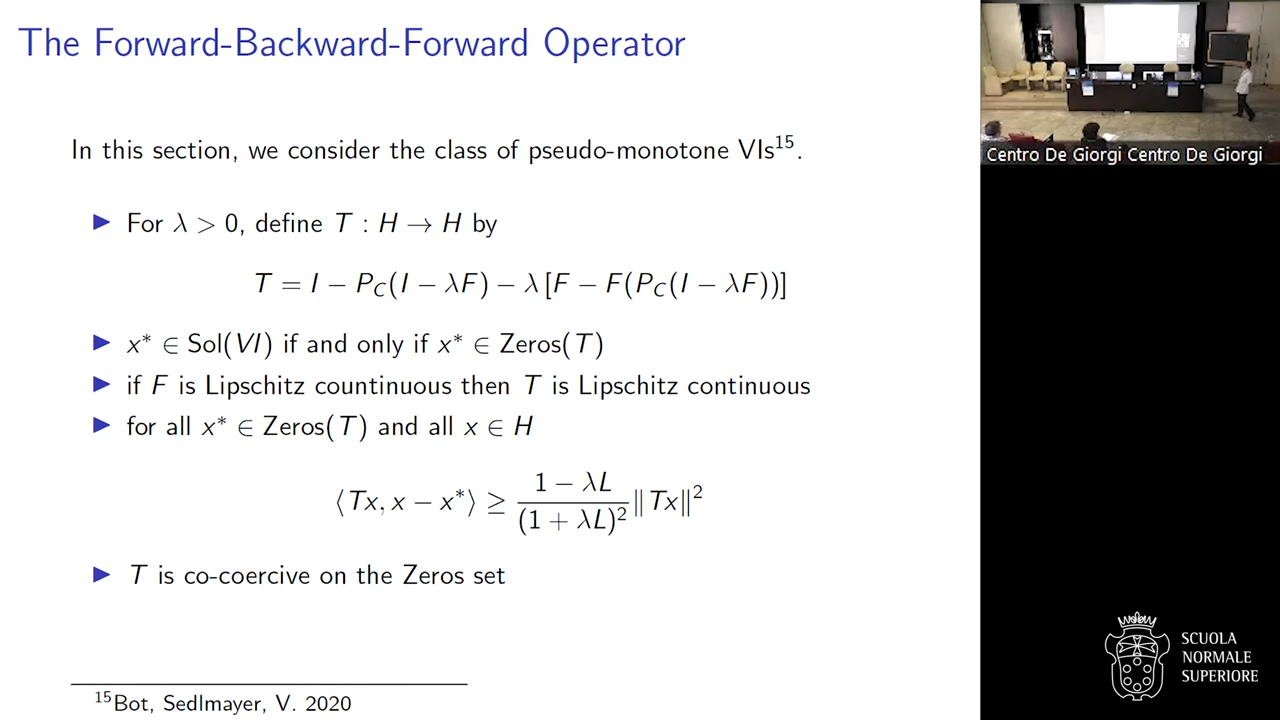 The Forward-Backward-Forward Operator
In this section, we consider the class of pseudo-monotone VIs¹⁵.
▶ For λ > 0, define T : H → H by
T = I − P_C(I − λF) − λ [F − F(P_C(I − λF))]
▶ x* ∈ Sol(VI) if and only if x* ∈ Zeros(T)
▶ if F is Lipschitz countinuous then T is Lipschitz continuous
▶ for all x* ∈ Zeros(T) and all x ∈ H
⟨Tx, x − x*⟩ ≥ \frac{1 − λL}{(1 + λL)²} ‖Tx‖²
▶ T is co-coercive on the Zeros set
¹⁵Bot, Sedlmayer, V. 2020
Centro De Giorgi Centro De Giorgi
SCUOLA
NORMALE
SUPERIORE